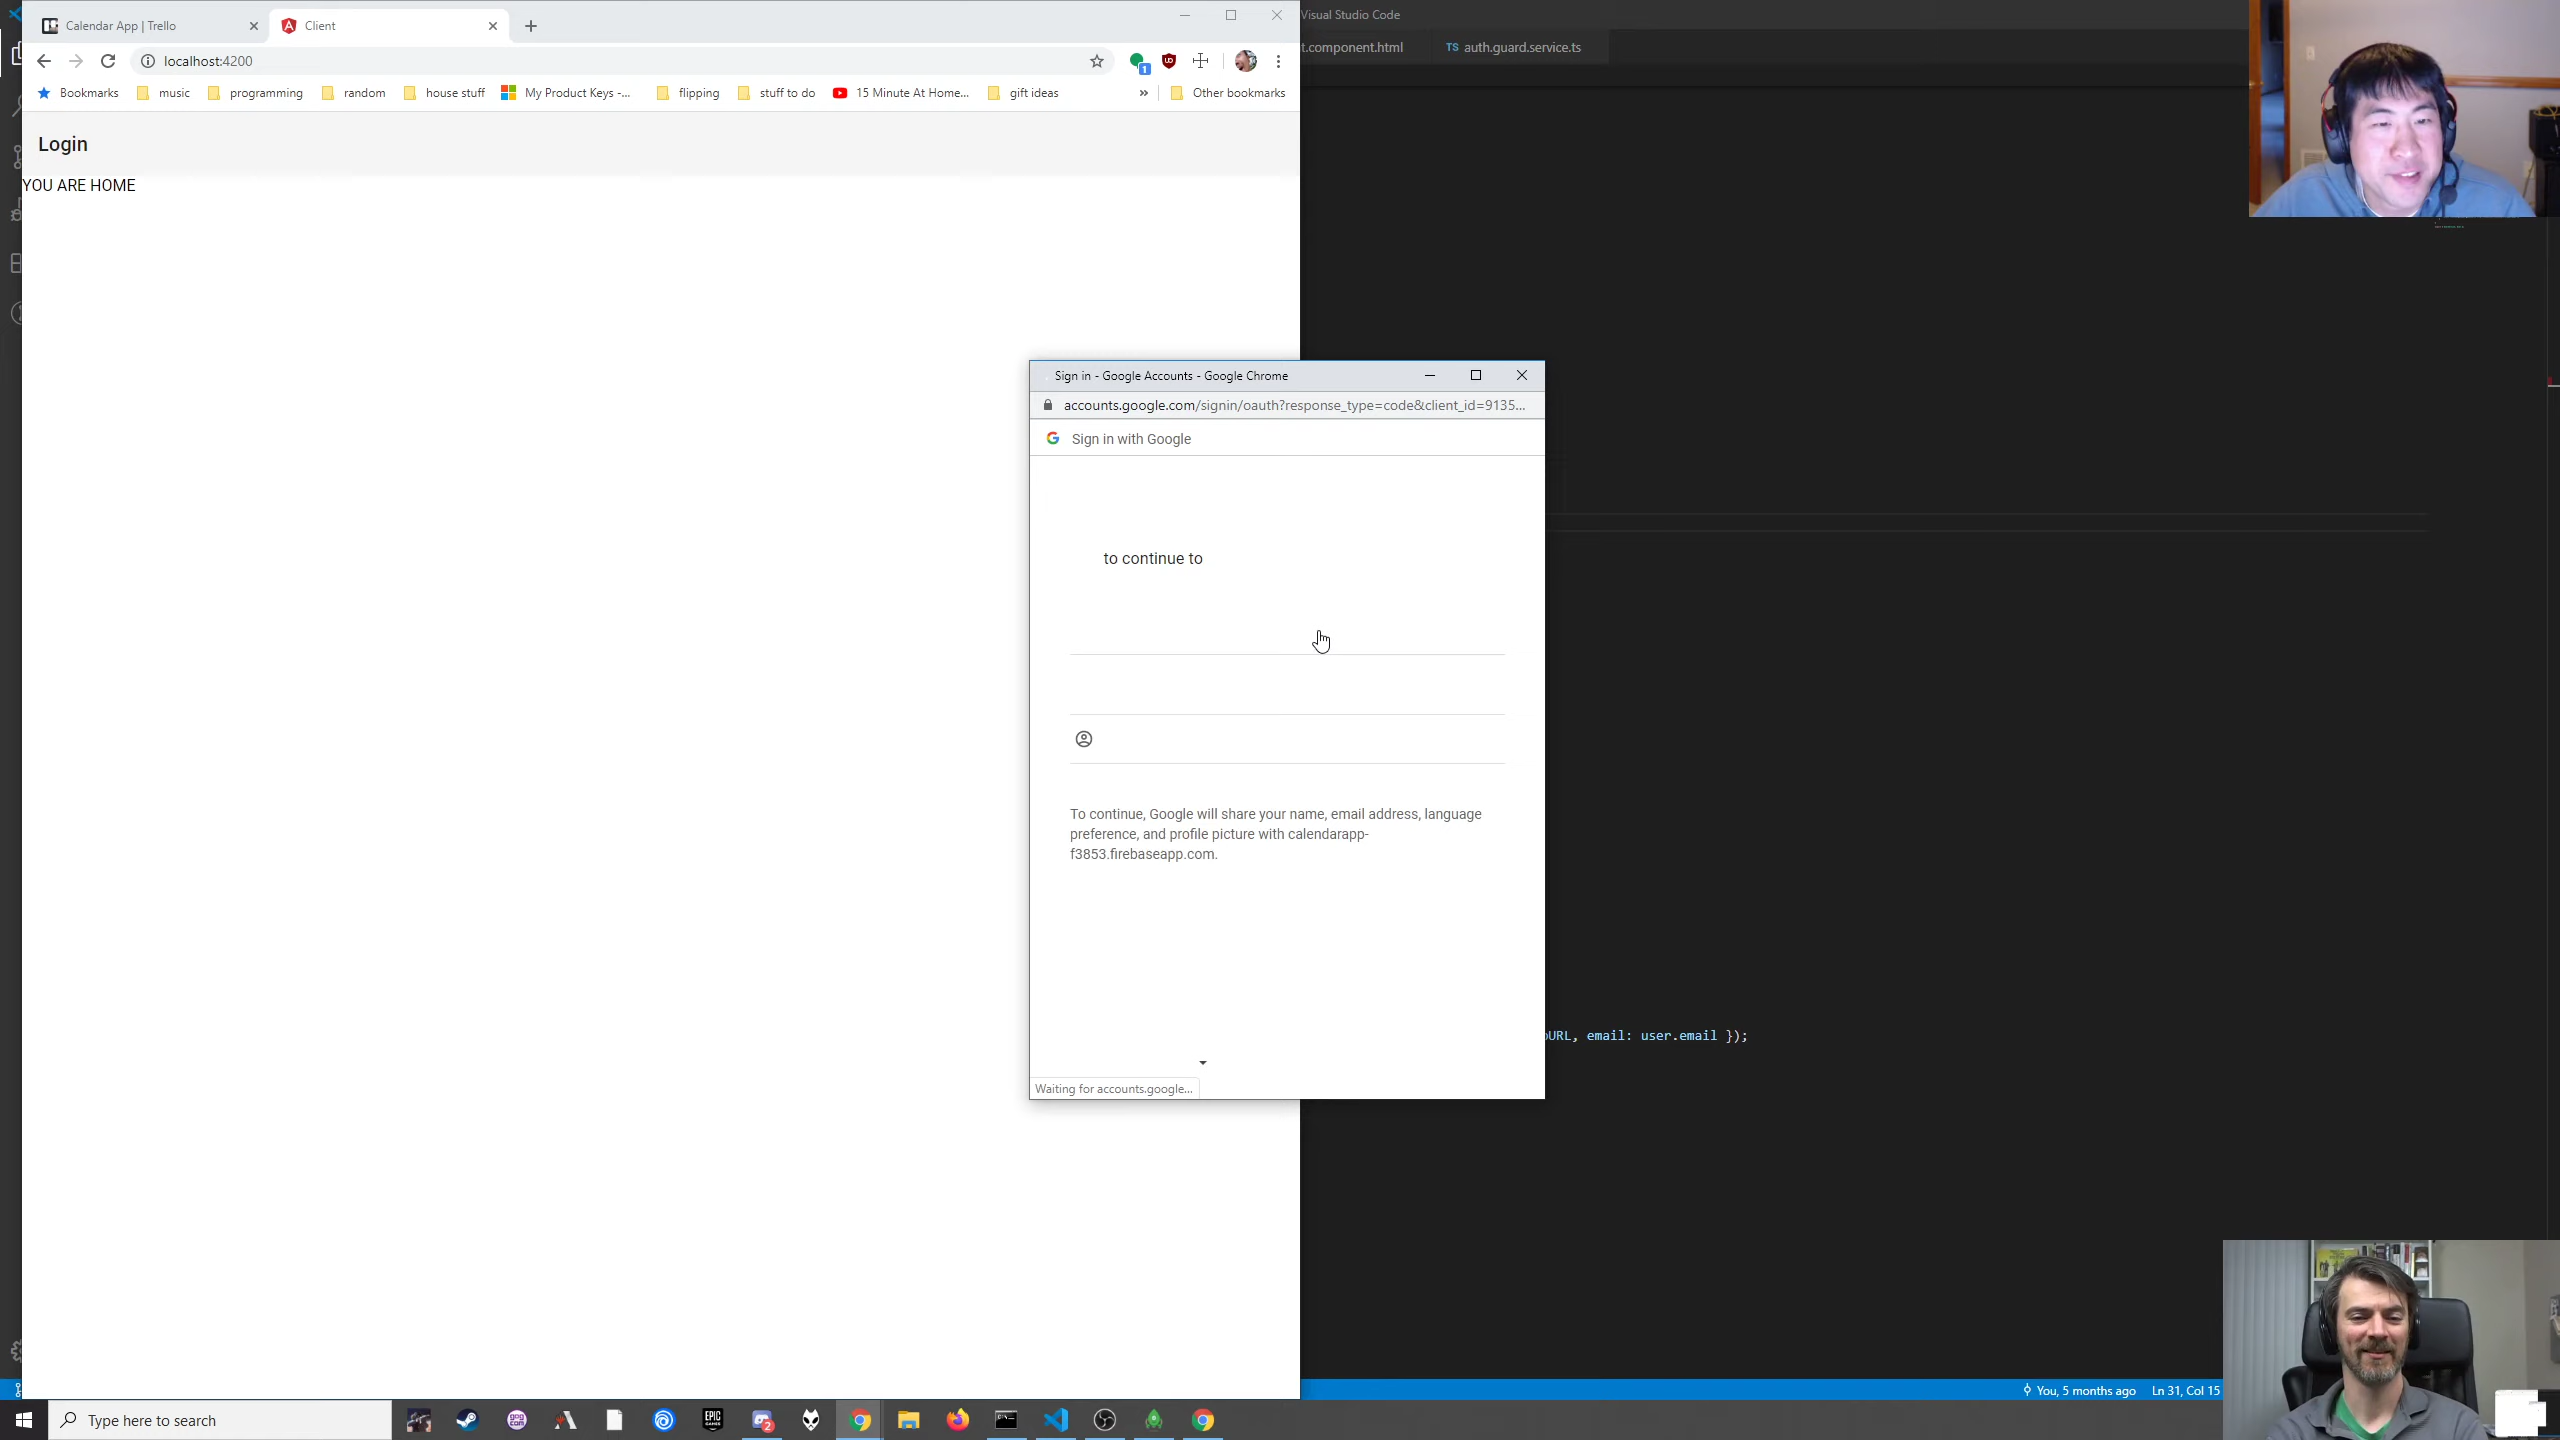 Calendar App | Trello
Client
Visual Studio Code
t.component.html
TS auth.guard.service.ts
localhost:4200
Bookmarks
music
programming
random
house stuff
My Product Keys -...
flipping
stuff to do
15 Minute At Home...
gift ideas
»
Other bookmarks
Login
YOU ARE HOME
Sign in - Google Accounts - Google Chrome
accounts.google.com/signin/oauth?response_type=code&client_id=9135...
Sign in with Google
to continue to
To continue, Google will share your name, email address, language
preference, and profile picture with calendarapp-
f3853.firebaseapp.com.
URL, email: user.email });
Waiting for accounts.google...
You, 5 months ago
Ln 31, Col 15
Type here to search